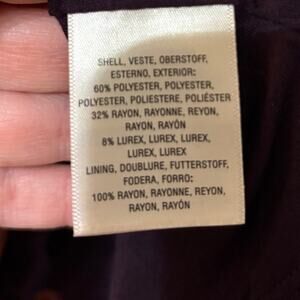 SHELL, VESTE, OBERSTOFF,
ESTERNO, EXTERIOR:
60% POLYESTER, POLYESTER,
POLYESTER, POLIESTERE, POLIÉSTER
32% RAYON, RAYONNE, REYON,
RAYON, RAYÓN
8% LUREX, LUREX, LUREX,
LUREX, LUREX
LINING, DOUBLURE, FUTTERSTOFF,
FODERA, FORRO:
100% RAYON, RAYONNE, REYON,
RAYON, RAYÓN